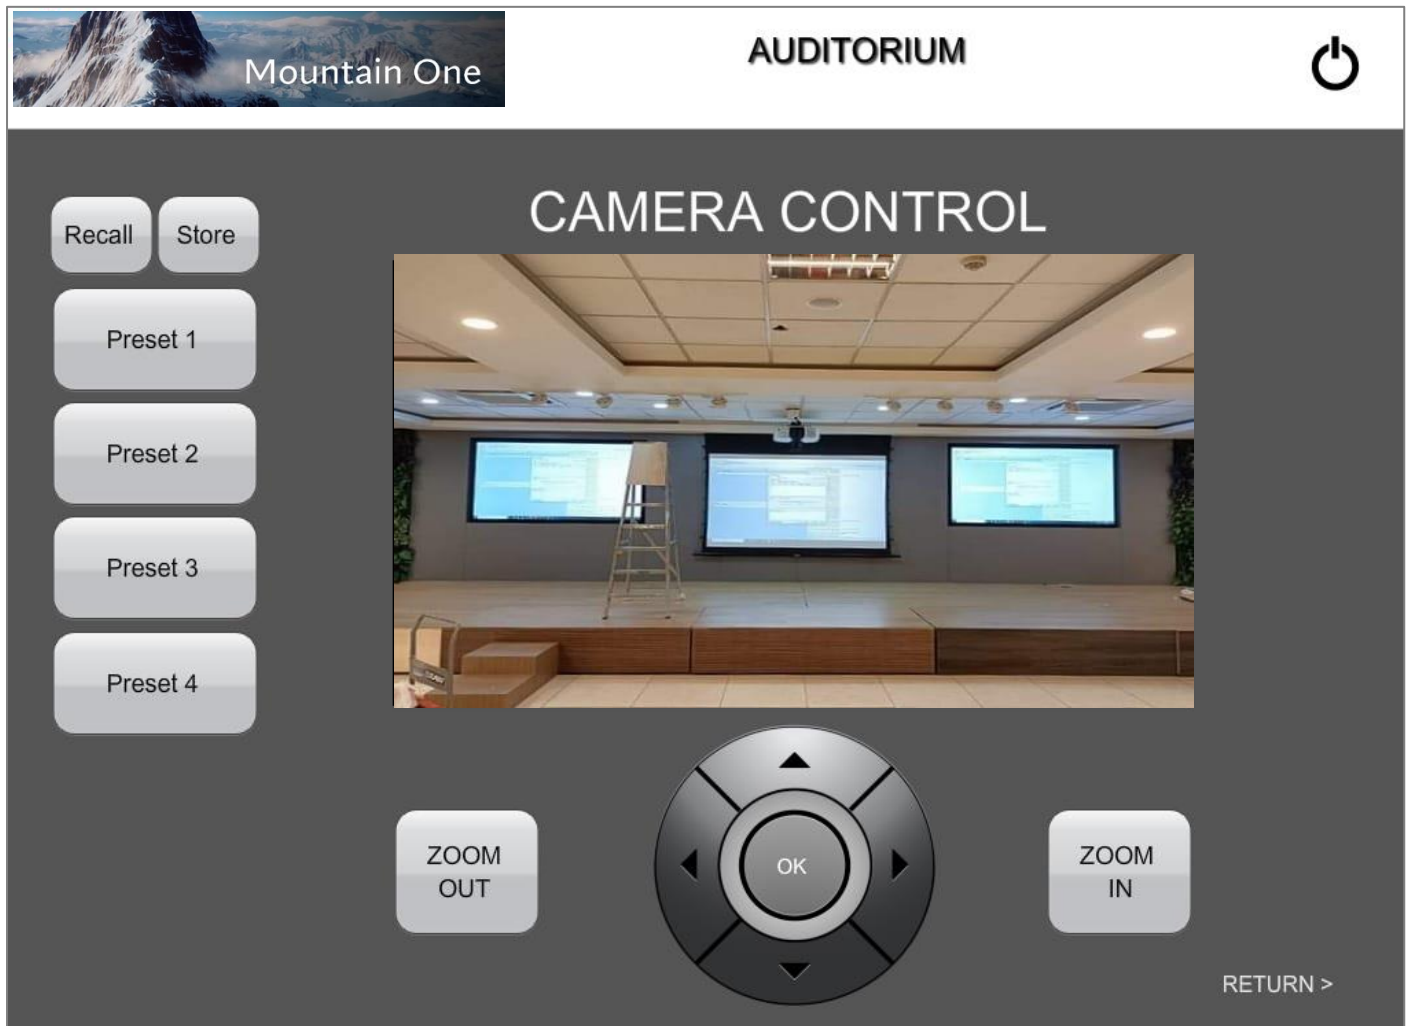 Mountain One
AUDITORIUM
CAMERA CONTROL
Recall
Store
Preset 1
Preset 2
Preset 3
Preset 4
ZOOM
OUT
OK
ZOOM
IN
RETURN >